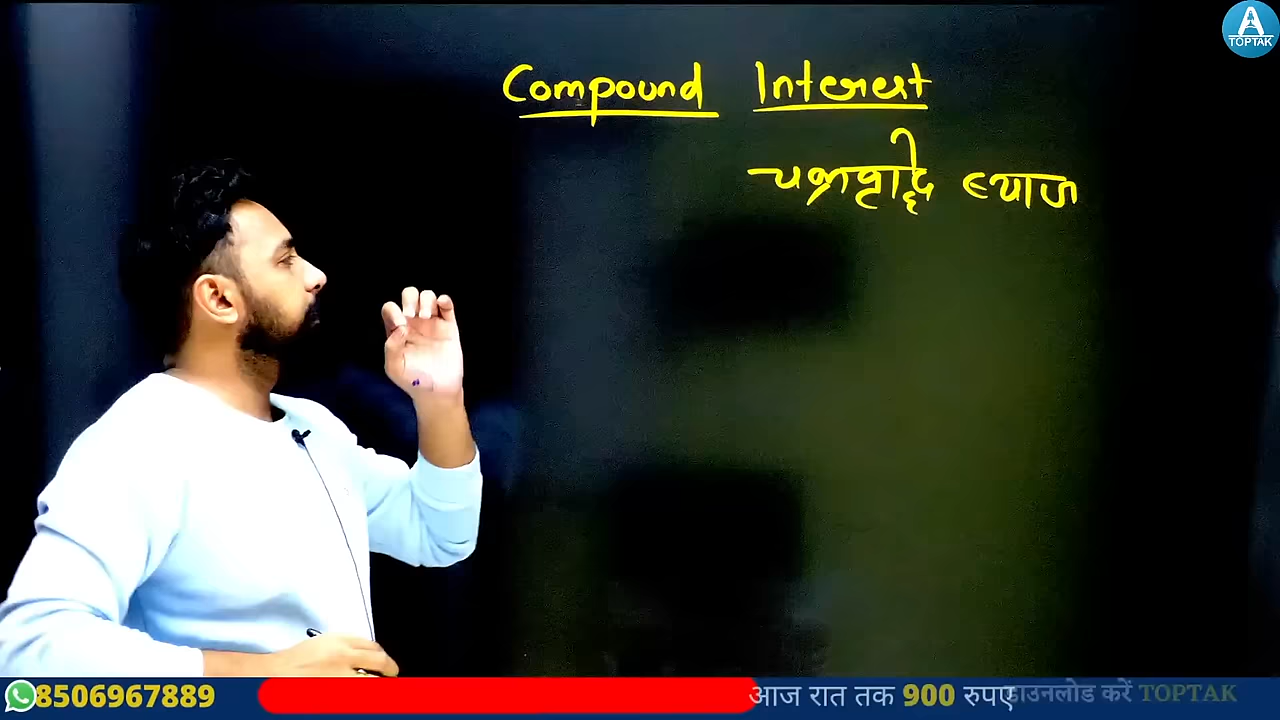 A
TOPTAK
Compound Interest
चक्रवृद्धि ब्याज
8506967889 आज रात तक 900 रुपए डाउनलोड करें TOPTAK